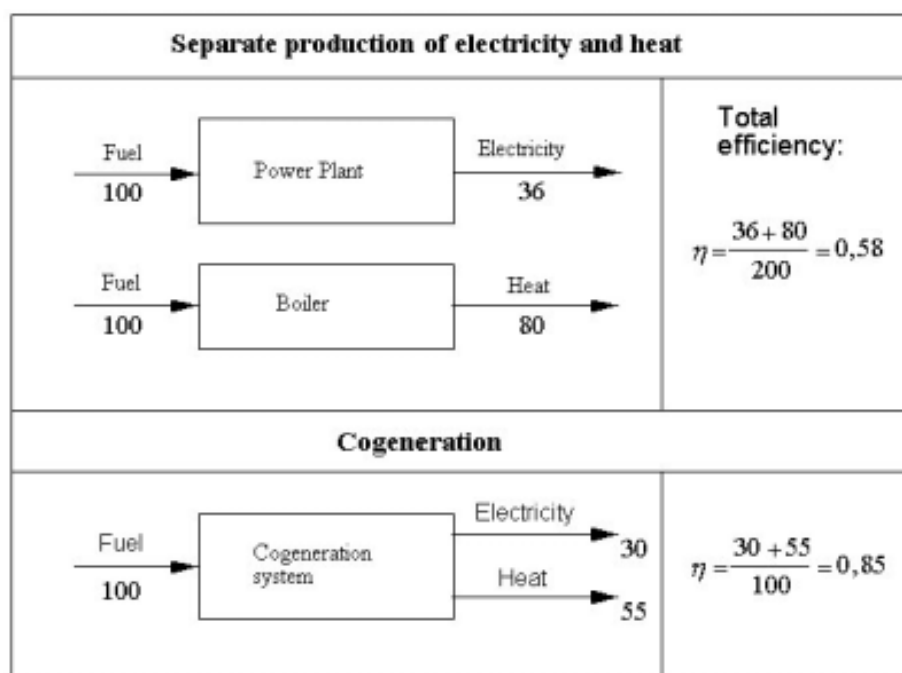 Separate production of electricity and heat
Fuel
100
Power Plant
Electricity
36
Fuel
100
Boiler
Heat
80
Total
efficiency:
η = 36 + 80 / 200 = 0,58
Cogeneration
Fuel
100
Cogeneration
system
Electricity
30
Heat
55
η = 30 + 55 / 100 = 0,85